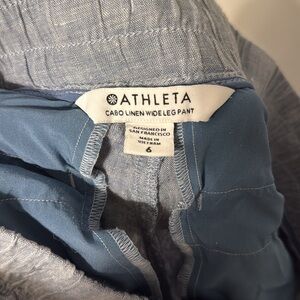 ATHLETA
CABO LINEN WIDE LEG PANT
DESIGNED IN
SAN FRANCISCO
MADE IN
VIETNAM
6